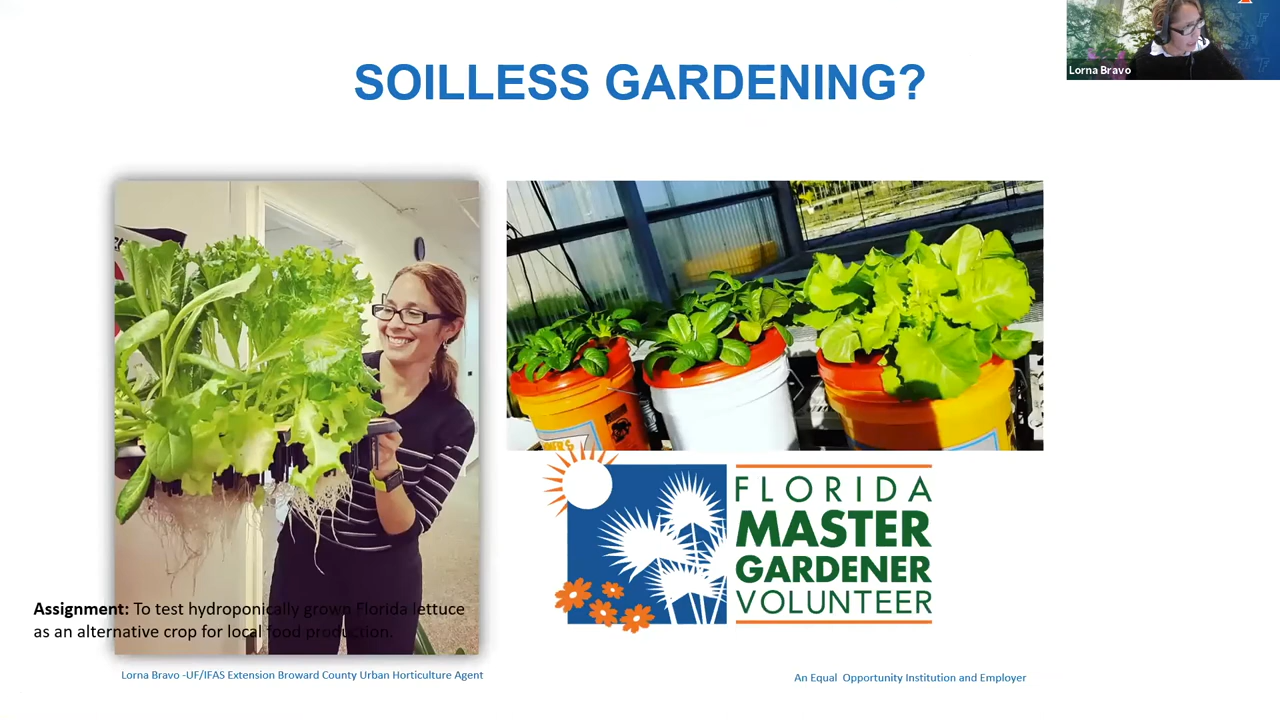 SOILLESS GARDENING?
Lorna Bravo
FLORIDA
MASTER
GARDENER
VOLUNTEER
Assignment: To test hydroponically grown Florida lettuce
as an alternative crop for local food production.
Lorna Bravo -UF/IFAS Extension Broward County Urban Horticulture Agent
An Equal Opportunity Institution and Employer